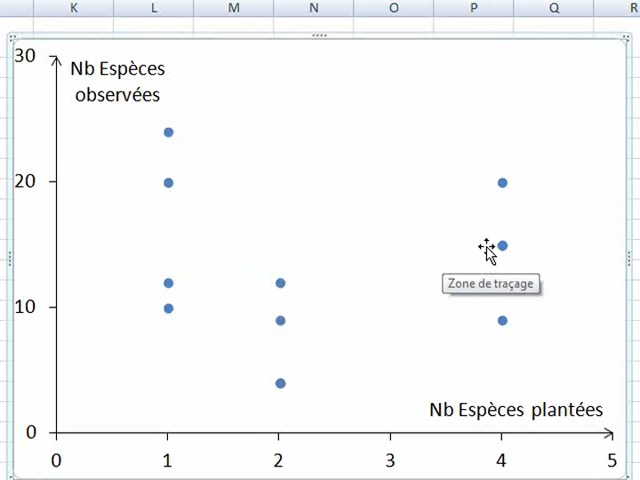 K L M N O P Q R
30
Nb Espèces
observées
20
Zone de traçage
10
Nb Espèces plantées
0
0 1 2 3 4 5